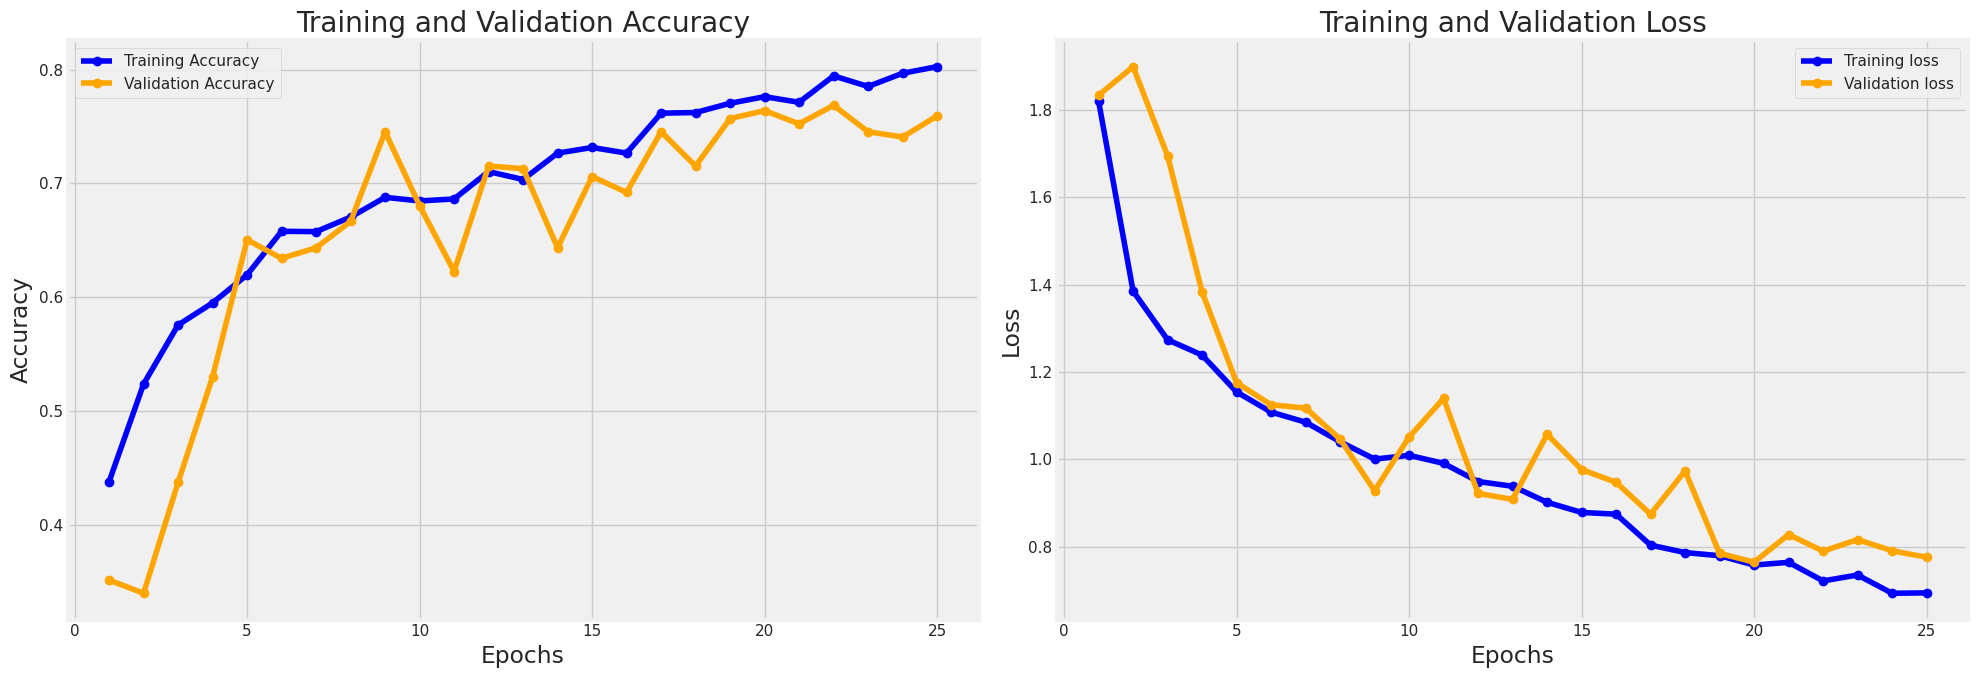 Training and Validation Accuracy
Training Accuracy
Validation Accuracy
0.8
0.7
0.6
0.5
0.4
Accuracy
0
5
10
15
20
25
Epochs
Training and Validation Loss
Training loss
Validation loss
1.8
1.6
1.4
1.2
1.0
0.8
Loss
0
5
10
15
20
25
Epochs